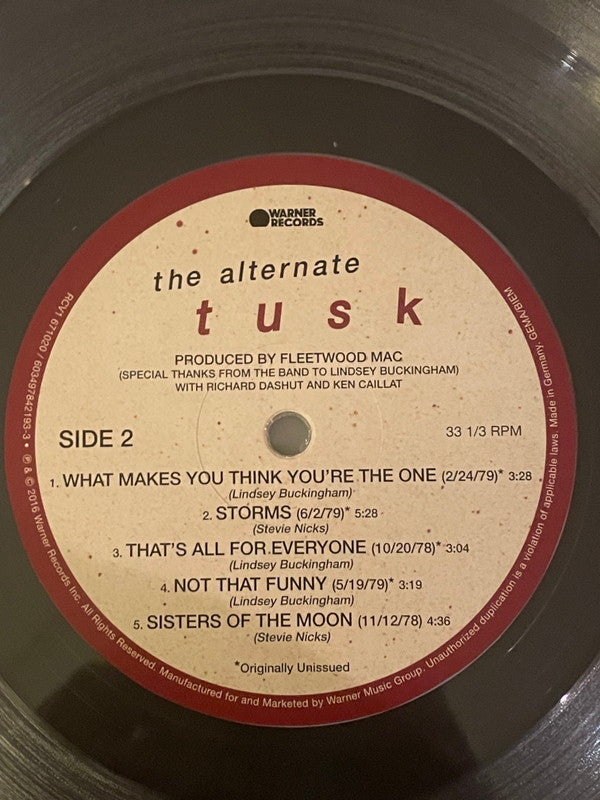 WARNER
RECORDS
the alternate
tusk
PRODUCED BY FLEETWOOD MAC
(SPECIAL THANKS FROM THE BAND TO LINDSEY BUCKINGHAM)
WITH RICHARD DASHUT AND KEN CAILLAT
SIDE 2
33 1/3 RPM
1. WHAT MAKES YOU THINK YOU'RE THE ONE (2/24/79)* 3:28
(Lindsey Buckingham)
2. STORMS (6/2/79)* 5:28
(Stevie Nicks)
3. THAT'S ALL FOR EVERYONE (10/20/78)* 3:04
(Lindsey Buckingham)
4. NOT THAT FUNNY (5/19/79)* 3:19
(Lindsey Buckingham)
5. SISTERS OF THE MOON (11/12/78) 4:36
(Stevie Nicks)
*Originally Unissued
RCV1 671020 / 603497842193-3 • ℗ & © 2016 Warner Records Inc. All Rights Reserved. Manufactured for and Marketed by Warner Music Group. Unauthorized duplication is a violation of applicable laws. Made in Germany. GEMA/BIEM